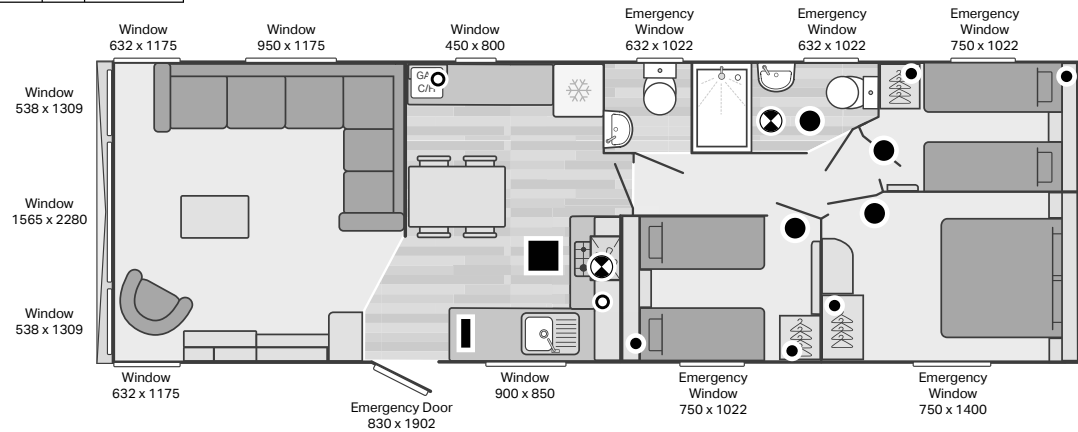 Window
632 x 1175
Window
950 x 1175
Window
450 x 800
Emergency
Window
632 x 1022
Emergency
Window
632 x 1022
Emergency
Window
750 x 1022
Window
538 x 1309
Window
1565 x 2280
Window
538 x 1309
C/H
Window
632 x 1175
Emergency Door
830 x 1902
Window
900 x 850
Emergency
Window
750 x 1022
Emergency
Window
750 x 1400